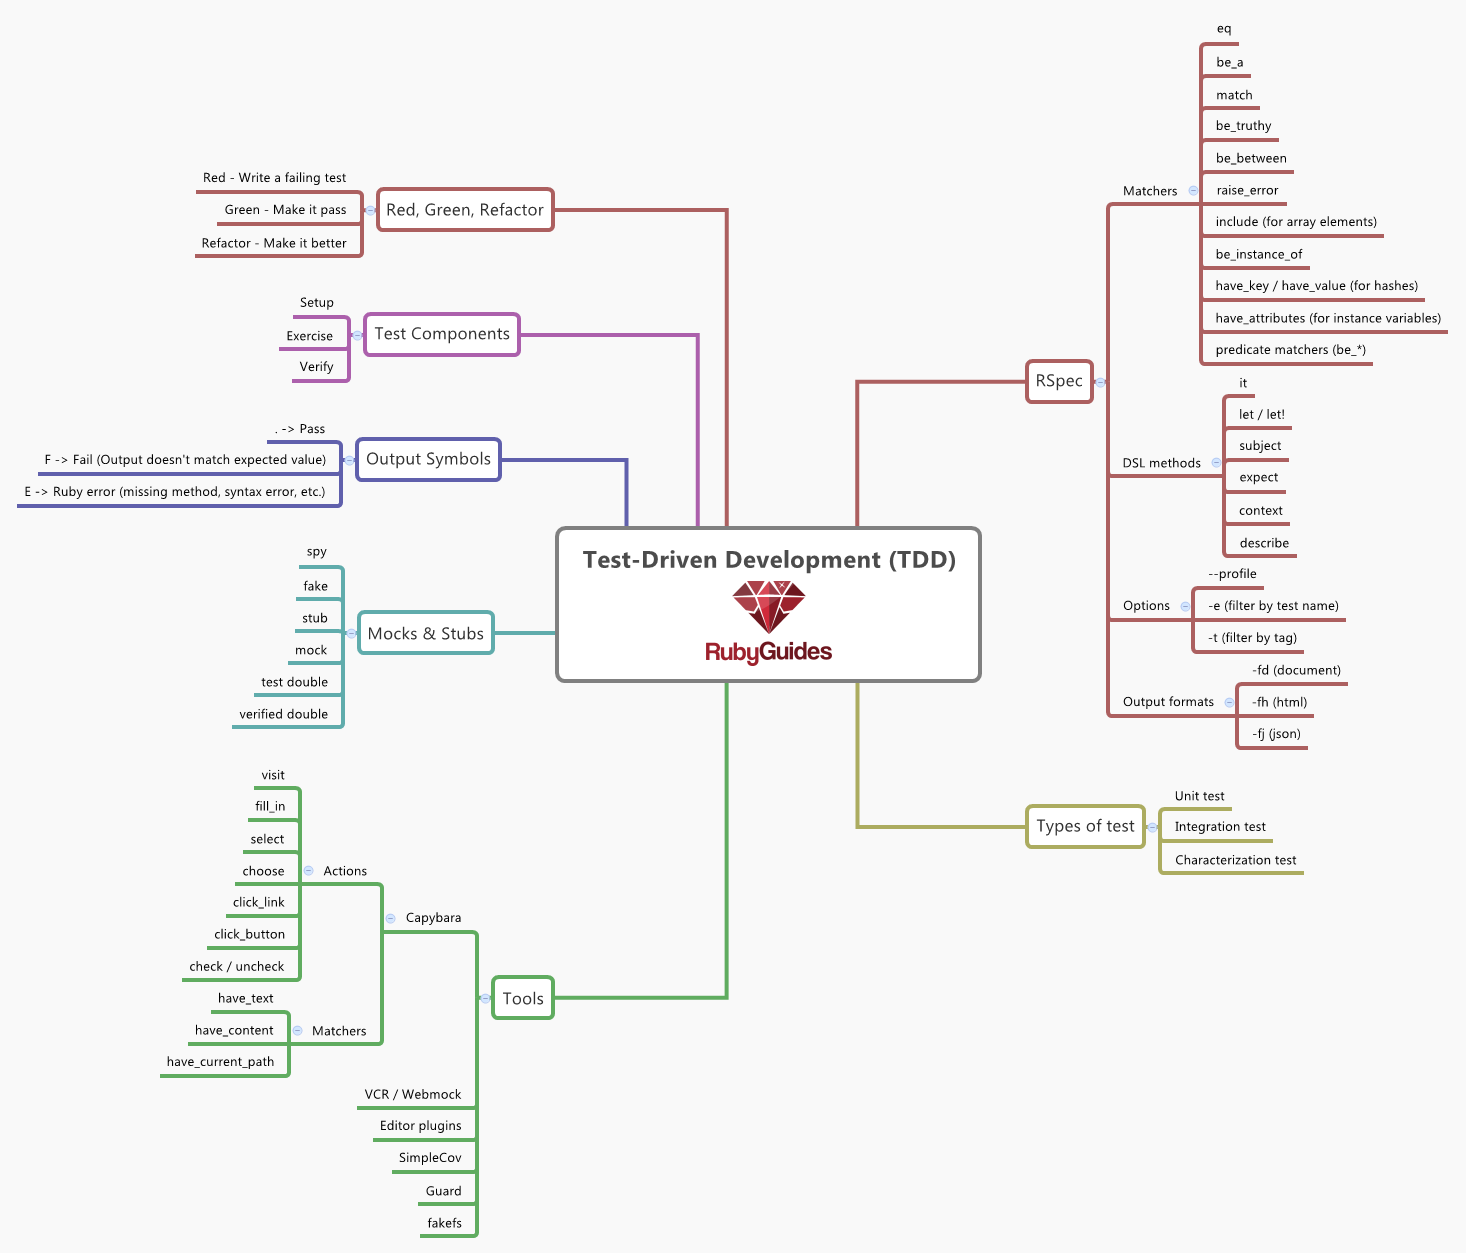 Test-Driven Development (TDD)
RubyGuides
Red, Green, Refactor
Red - Write a failing test
Green - Make it pass
Refactor - Make it better
Test Components
Setup
Exercise
Verify
Output Symbols
. -> Pass
F -> Fail (Output doesn't match expected value)
E -> Ruby error (missing method, syntax error, etc.)
Mocks & Stubs
spy
fake
stub
mock
test double
verified double
Tools
Capybara
Actions
visit
fill_in
select
choose
click_link
click_button
check / uncheck
Matchers
have_text
have_content
have_current_path
VCR / Webmock
Editor plugins
SimpleCov
Guard
fakefs
RSpec
Matchers
eq
be_a
match
be_truthy
be_between
raise_error
include (for array elements)
be_instance_of
have_key / have_value (for hashes)
have_attributes (for instance variables)
predicate matchers (be_*)
DSL methods
it
let / let!
subject
expect
context
describe
Options
--profile
-e (filter by test name)
-t (filter by tag)
Output formats
-fd (document)
-fh (html)
-fj (json)
Types of test
Unit test
Integration test
Characterization test